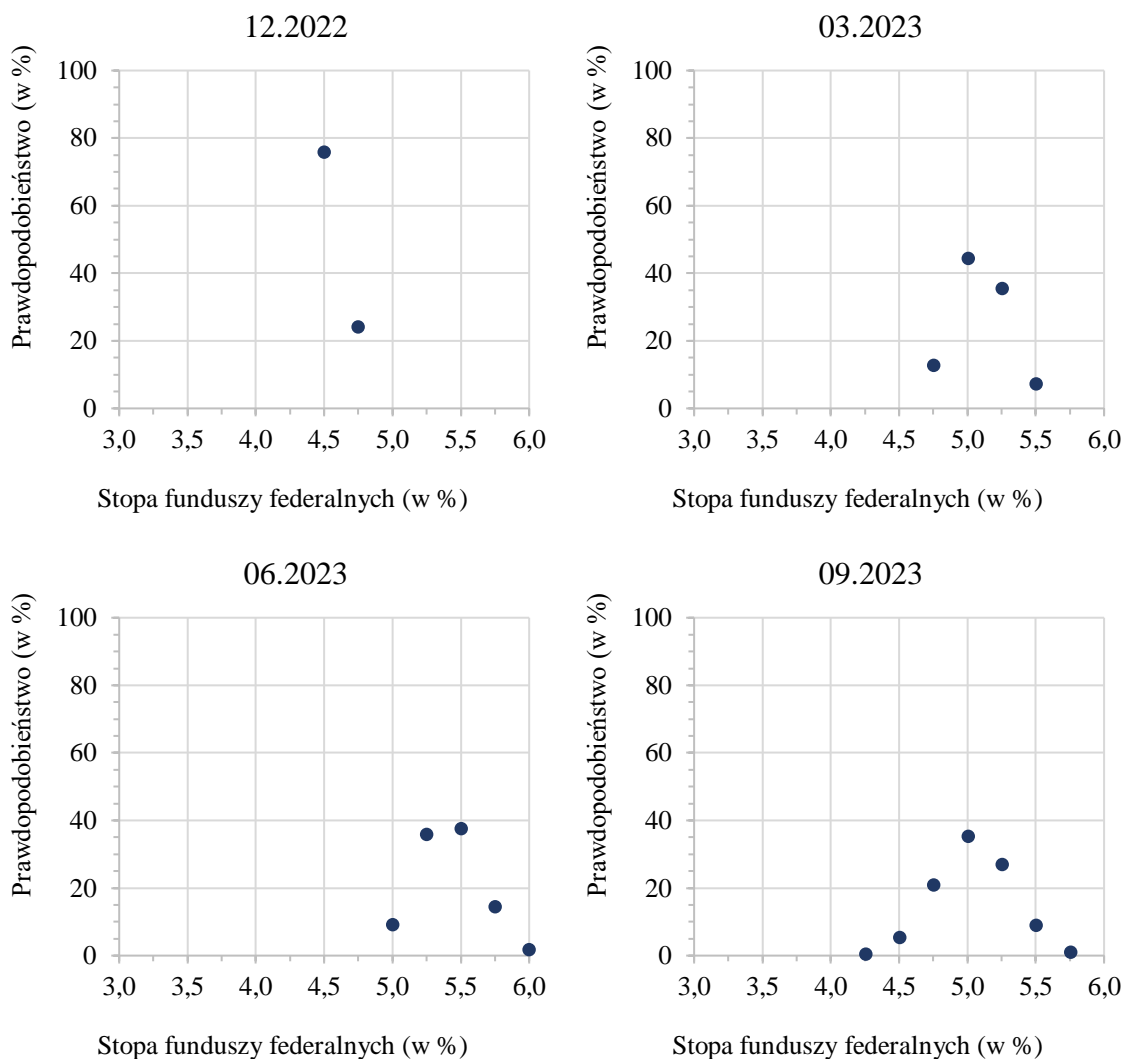 12.2022
Prawdopodobieństwo (w %)
100
80
60
40
20
0
3,0 3,5 4,0 4,5 5,0 5,5 6,0
Stopa funduszy federalnych (w %)
03.2023
Prawdopodobieństwo (w %)
100
80
60
40
20
0
3,0 3,5 4,0 4,5 5,0 5,5 6,0
Stopa funduszy federalnych (w %)
06.2023
Prawdopodobieństwo (w %)
100
80
60
40
20
0
3,0 3,5 4,0 4,5 5,0 5,5 6,0
Stopa funduszy federalnych (w %)
09.2023
Prawdopodobieństwo (w %)
100
80
60
40
20
0
3,0 3,5 4,0 4,5 5,0 5,5 6,0
Stopa funduszy federalnych (w %)